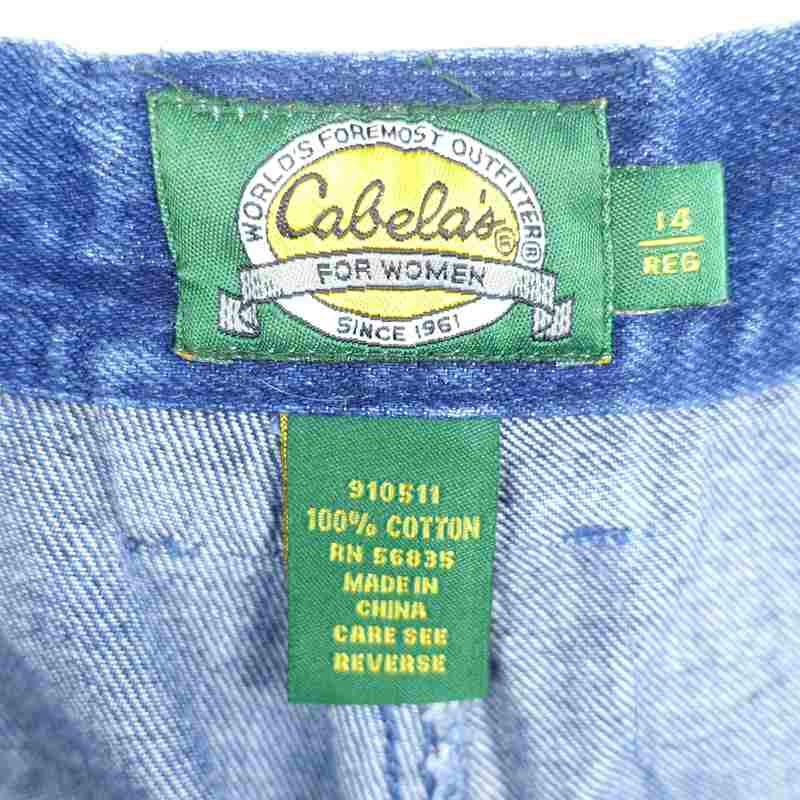 WORLD'S FOREMOST OUTFITTER®
Cabela's®
FOR WOMEN
SINCE 1961
14
REG
910511
100% COTTON
RN 56835
MADE IN
CHINA
CARE SEE
REVERSE